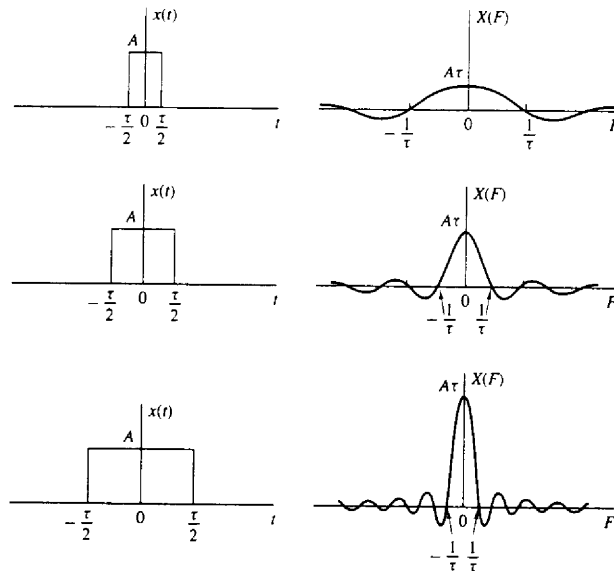 x(t)
A
-τ/2 0 τ/2 t
X(F)
Aτ
-1/τ 0 1/τ F
x(t)
A
-τ/2 0 τ/2 t
X(F)
Aτ
0 F
-1/τ 1/τ
x(t)
A
-τ/2 0 τ/2 t
X(F)
Aτ
0 F
-1/τ 1/τ